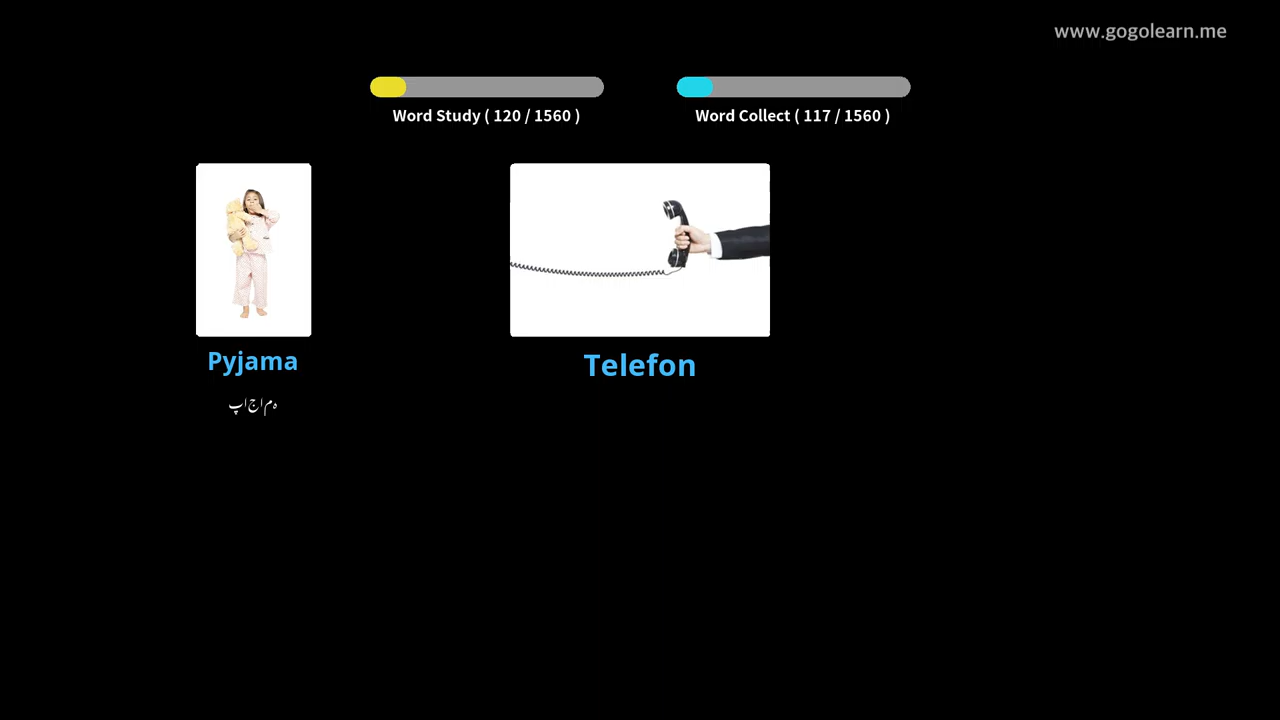 www.gogolearn.me
Word Study ( 120 / 1560 )
Word Collect ( 117 / 1560 )
Pyjama
پاجامہ
Telefon